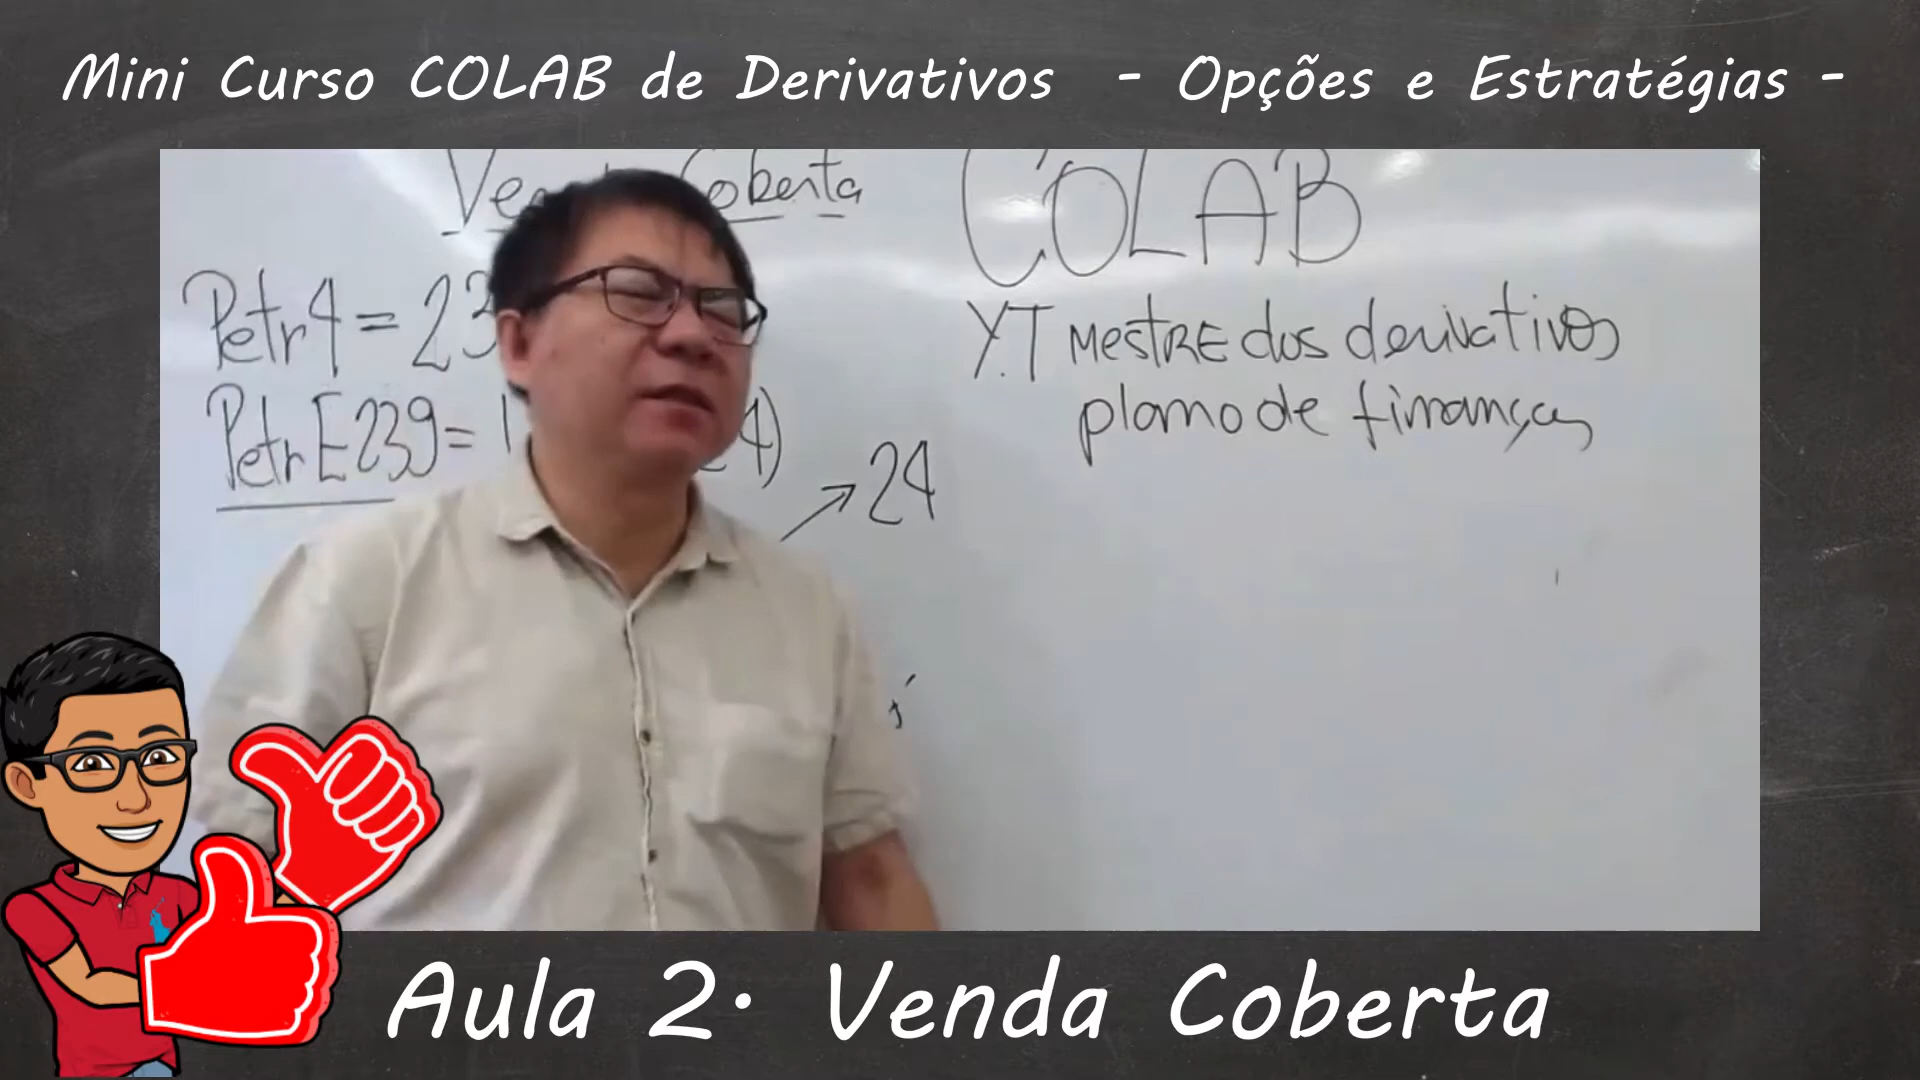 Mini Curso COLAB de Derivativos - Opções e Estratégias -
Coberta
COLAB
Petr4 = 23
Y.T MESTRE dos derivativos
PetrE239 = 1
plano de finanças
4)
24
Aula 2. Venda Coberta